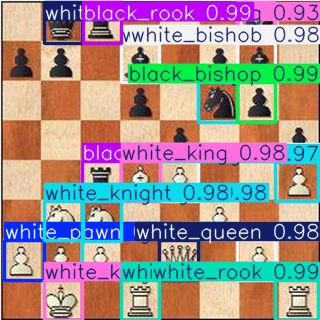 whit black_rook 0.99 g 0.93
white_bishob 0.98
black_bishop 0.99
blac white_king 0.98 .97
white_knight 0.98 .98
white_pawn white_queen 0.98
white_k whi white_rook 0.99